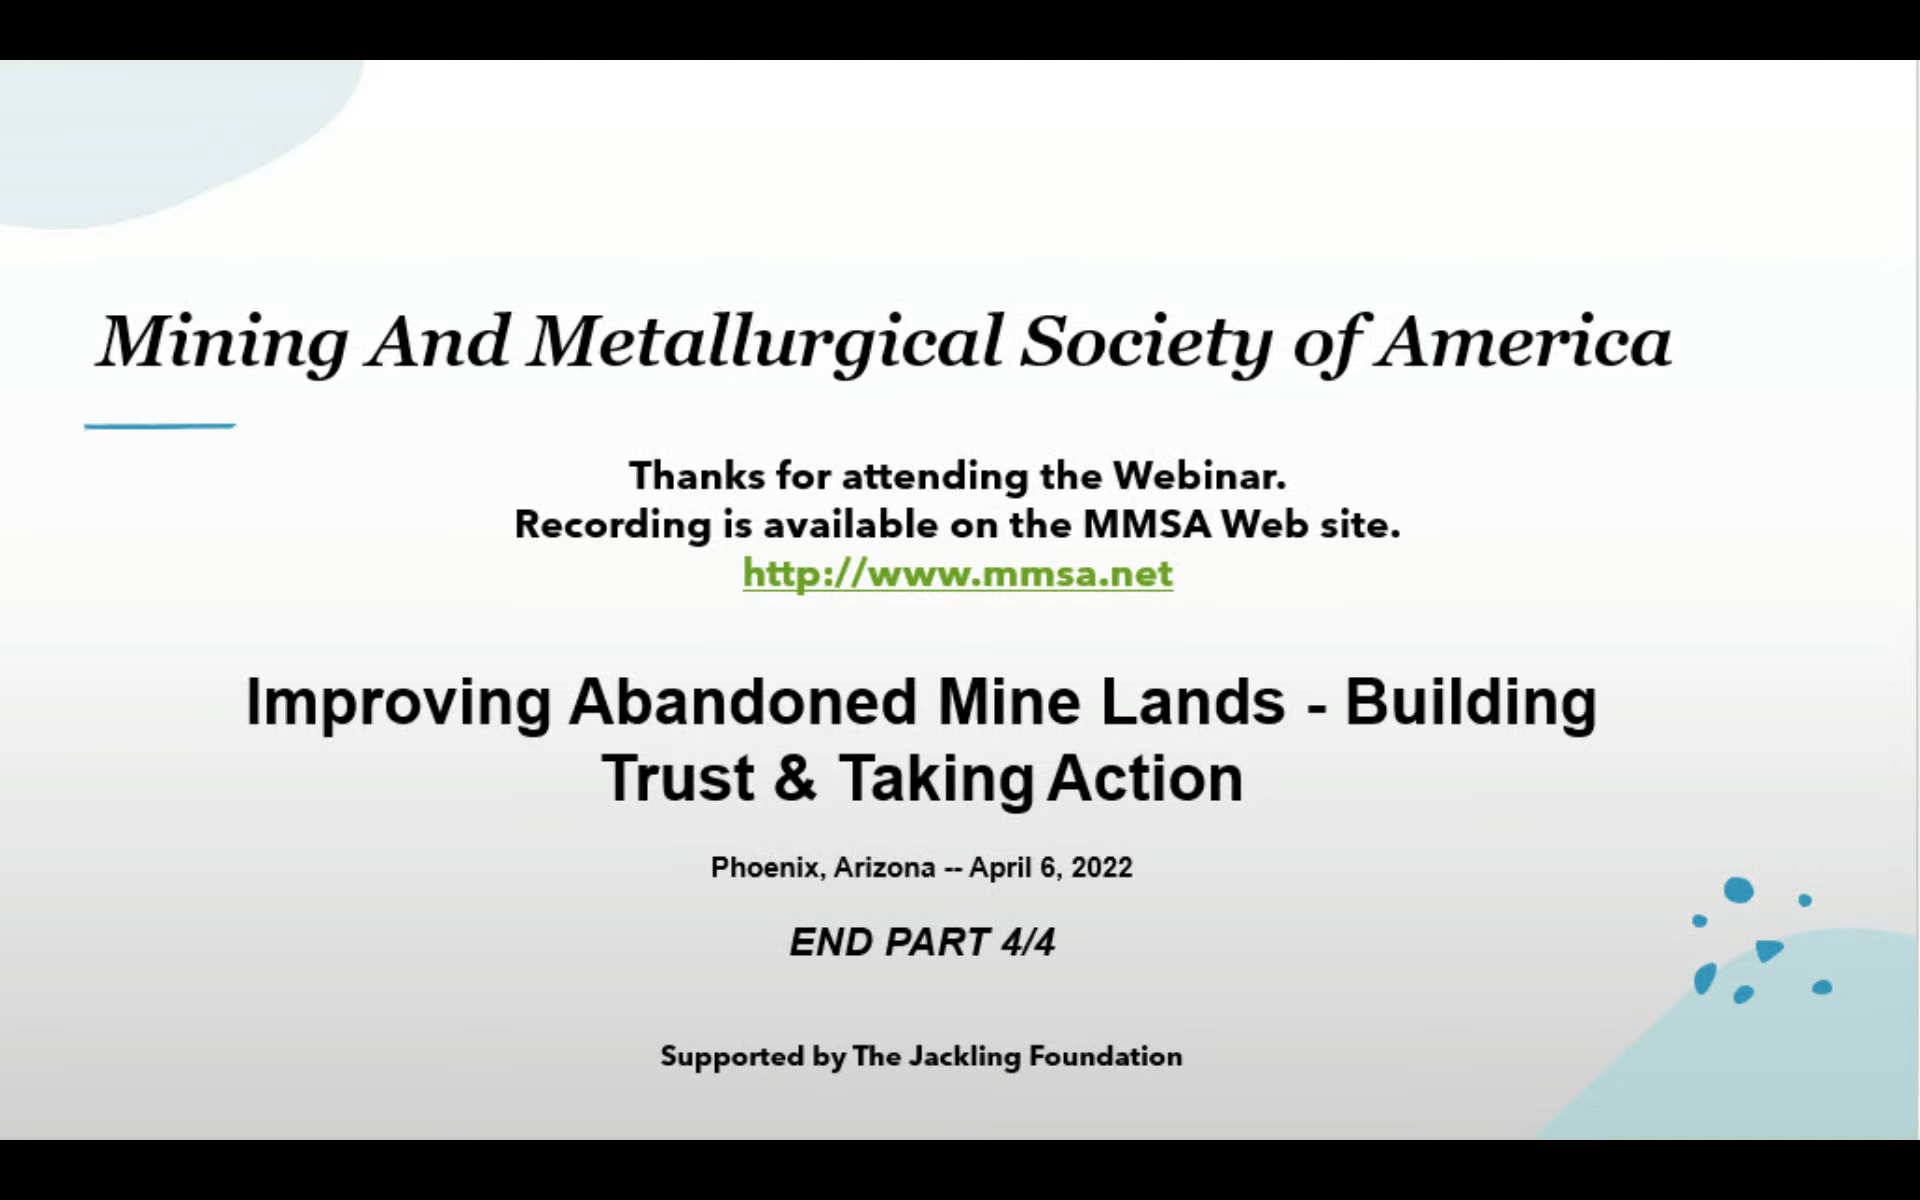 Mining And Metallurgical Society of America
Thanks for attending the Webinar.
Recording is available on the MMSA Web site.
http://www.mmsa.net
Improving Abandoned Mine Lands - Building
Trust & Taking Action
Phoenix, Arizona -- April 6, 2022
END PART 4/4
Supported by The Jackling Foundation